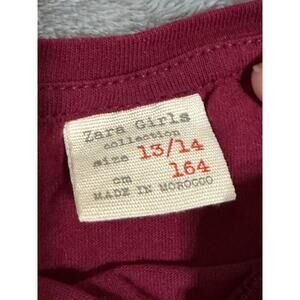 Zara Girls
collection
size 13/14
cm 164
MADE IN MOROCCO